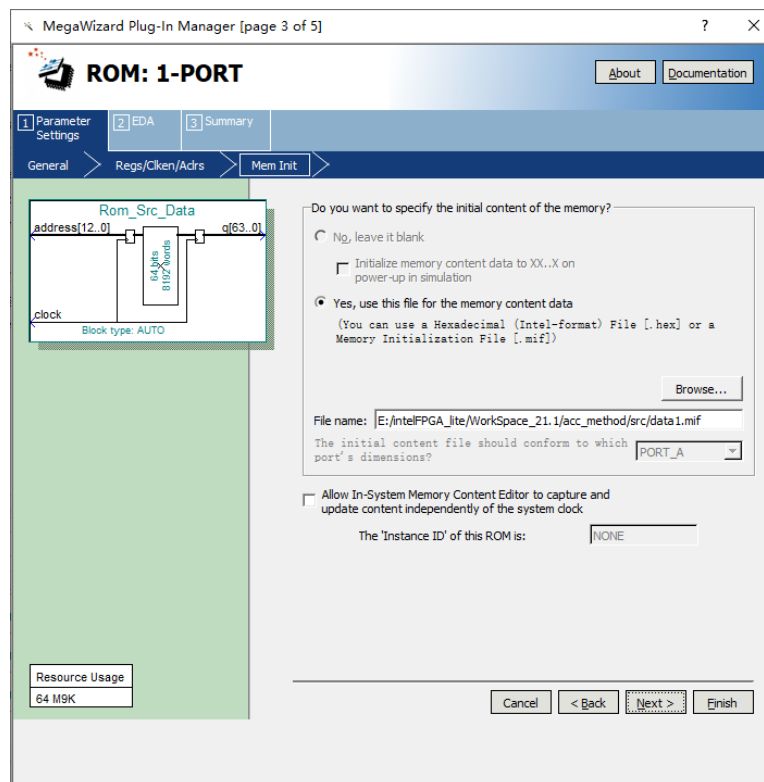 MegaWizard Plug-In Manager [page 3 of 5]
? X
ROM: 1-PORT
About
Documentation
1 Parameter Settings
2 EDA
3 Summary
General
Regs/Clken/Aclrs
Mem Init
Rom_Src_Data
address[12..0]
q[63..0]
64 bits
8192 words
clock
Block type: AUTO
Do you want to specify the initial content of the memory?
No, leave it blank
Initialize memory content data to XX..X on
power-up in simulation
Yes, use this file for the memory content data
(You can use a Hexadecimal (Intel-format) File [.hex] or a
Memory Initialization File [.mif])
Browse...
File name: E:/intelFPGA_lite/WorkSpace_21.1/acc_method/src/data1.mif
The initial content file should conform to which
port's dimensions?
PORT_A
Allow In-System Memory Content Editor to capture and
update content independently of the system clock
The 'Instance ID' of this ROM is:
NONE
Resource Usage
64 M9K
Cancel
< Back
Next >
Finish